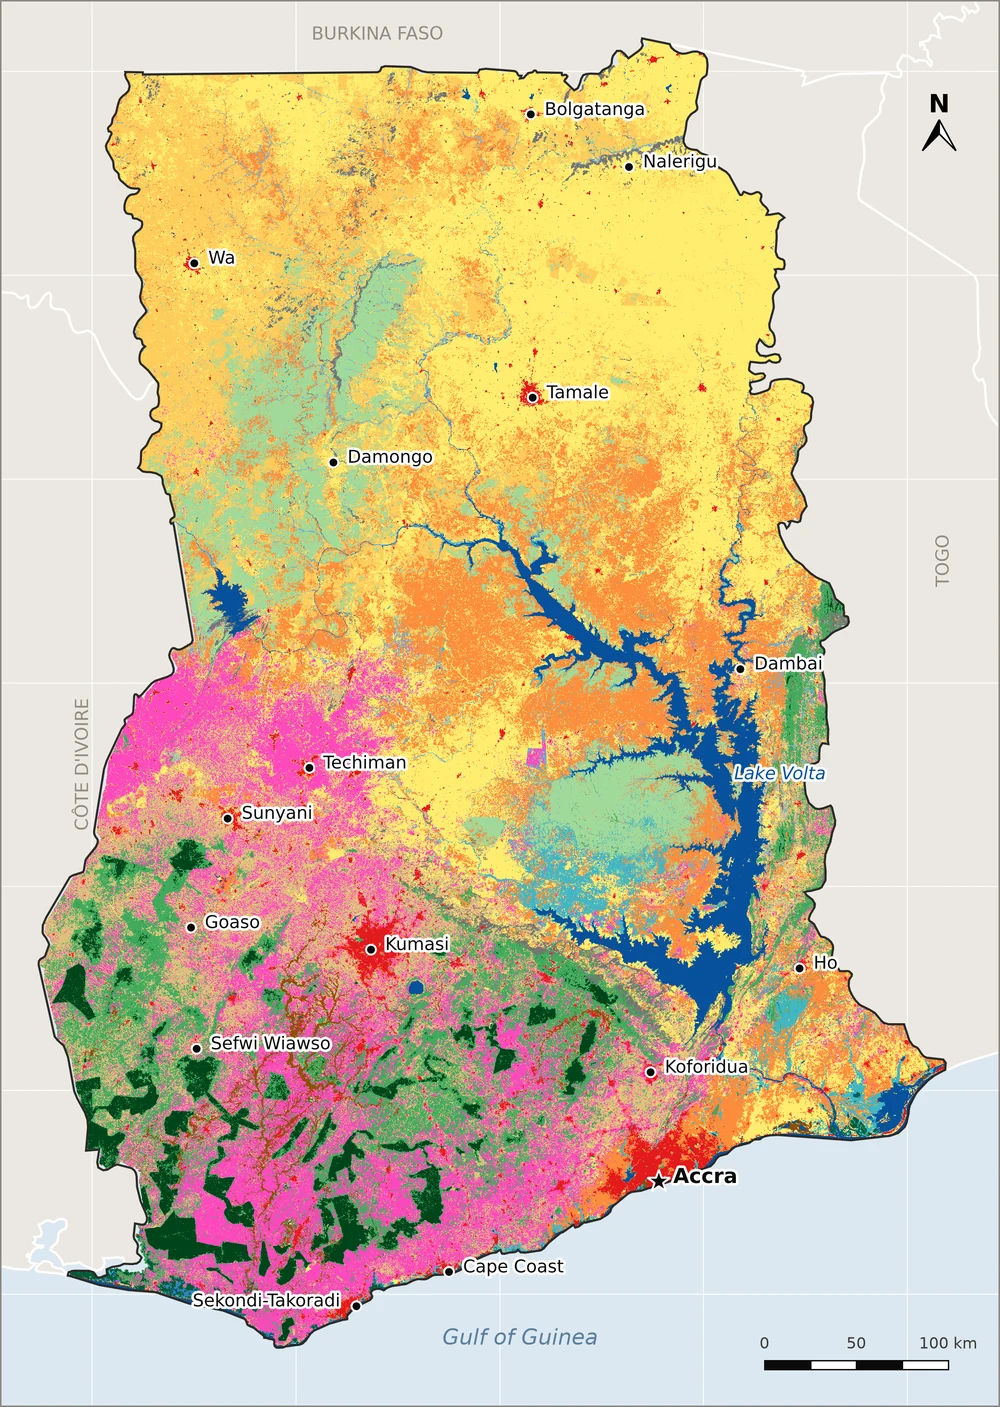 BURKINA FASO
N
Bolgatanga
Nalerigu
Wa
Tamale
Damongo
TOGO
Dambai
CÔTE D'IVOIRE
Techiman
Lake Volta
Sunyani
Goaso
Kumasi
Ho
Sefwi Wiawso
Koforidua
Accra
Cape Coast
Sekondi-Takoradi
Gulf of Guinea
0 50 100 km